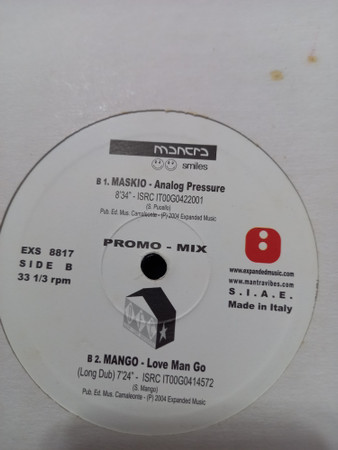 mantra
smiles
B 1. MASKIO - Analog Pressure
8'34" - ISRC IT00G0422001
(S. Pucello)
Pub. Ed. Mus. Camaleonte - (P) 2004 Expanded Music
EXS 8817
SIDE B
33 1/3 rpm
PROMO - MIX
www.expandedmusic.com
www.mantravibes.com
S.I.A.E.
Made in Italy
B 2. MANGO - Love Man Go
(Long Dub) 7'24" - ISRC IT00G0414572
(S. Mango)
Pub. Ed. Mus. Camaleonte - (P) 2004 Expanded Music